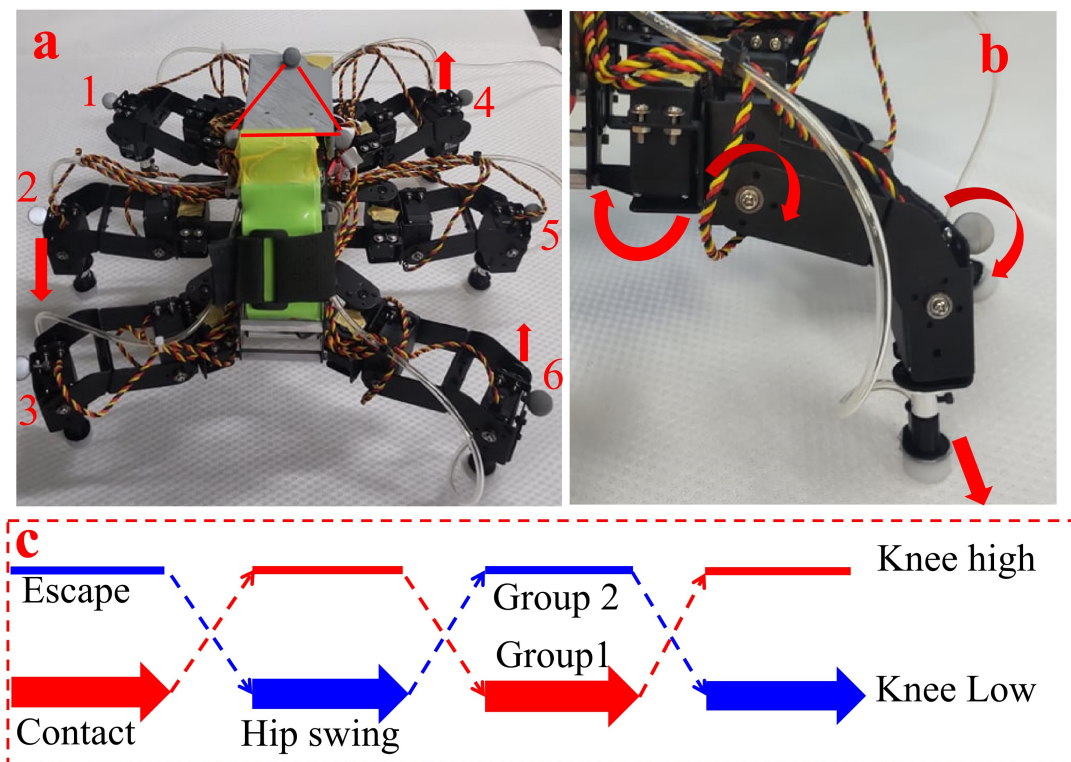 a
1
4
2
5
3
6
b
c
Escape
Group 2
Knee high
Group1
Contact
Hip swing
Knee Low